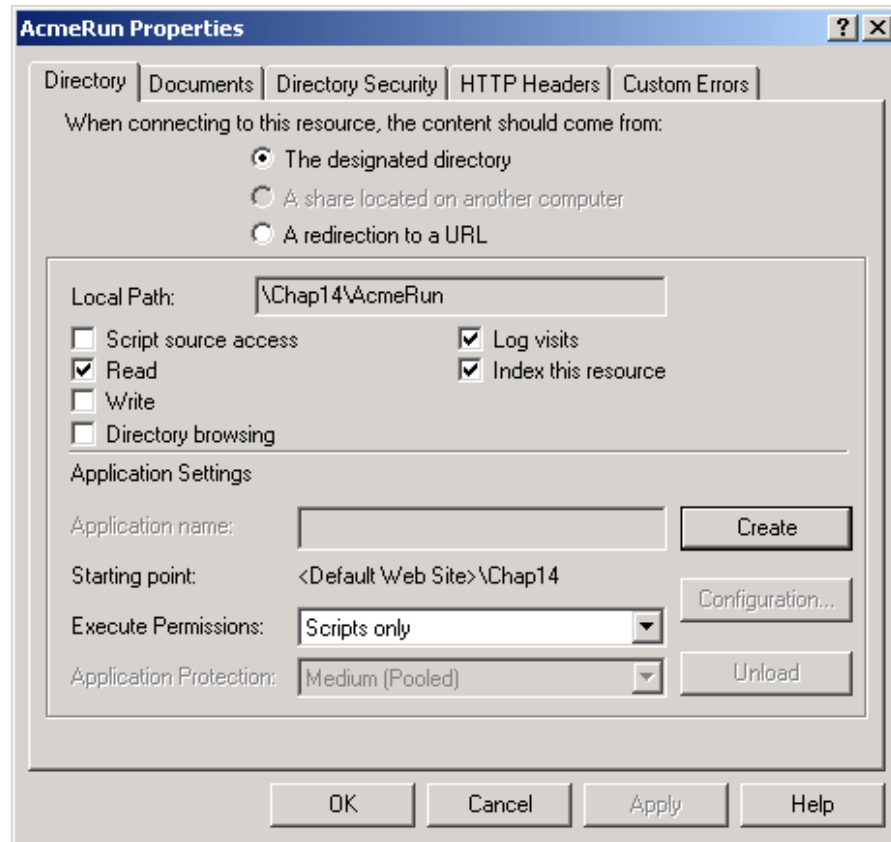 AcmeRun Properties
Directory Documents Directory Security HTTP Headers Custom Errors
When connecting to this resource, the content should come from:
The designated directory
A share located on another computer
A redirection to a URL
Local Path: \Chap14\AcmeRun
Script source access Log visits
Read Index this resource
Write
Directory browsing
Application Settings
Application name: Create
Starting point: <Default Web Site>\Chap14
Configuration...
Execute Permissions: Scripts only
Application Protection: Medium (Pooled) Unload
OK Cancel Apply Help